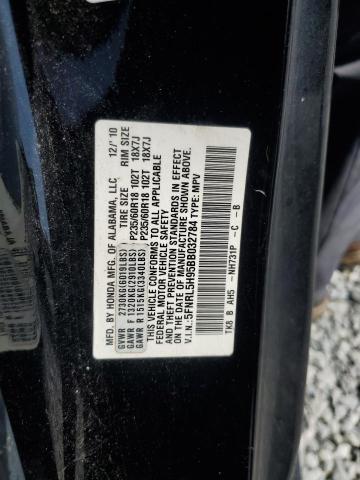 MFD. BY HONDA MFG. OF ALABAMA, LLC 12/'10
GVWR 2730KG(6019LBS) TIRE SIZE RIM SIZE
GAWR F 1320KG(2910LBS) P235/60R18 102T 18X7J
GAWR R 1515KG(3340LBS) P235/60R18 102T 18X7J
THIS VEHICLE CONFORMS TO ALL APPLICABLE
FEDERAL MOTOR VEHICLE SAFETY, BUMPER,
AND THEFT PREVENTION STANDARDS IN EFFECT
ON THE DATE OF MANUFACTURE SHOWN ABOVE.
V.I.N.: 5FNRL5H95BB032784 TYPE: MPV
TK8 B AH5 -NH731P - C - B